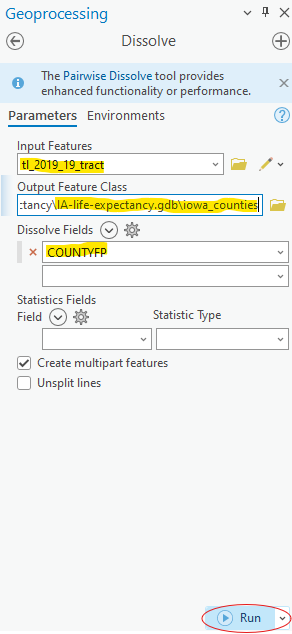 Geoprocessing
Dissolve
The Pairwise Dissolve tool provides
enhanced functionality or performance.
Parameters Environments
Input Features
tl_2019_19_tract
Output Feature Class
:tancy\IA-life-expectancy.gdb\iowa_counties
Dissolve Fields
COUNTYFP
Statistics Fields
Field Statistic Type
Create multipart features
Unsplit lines
Run